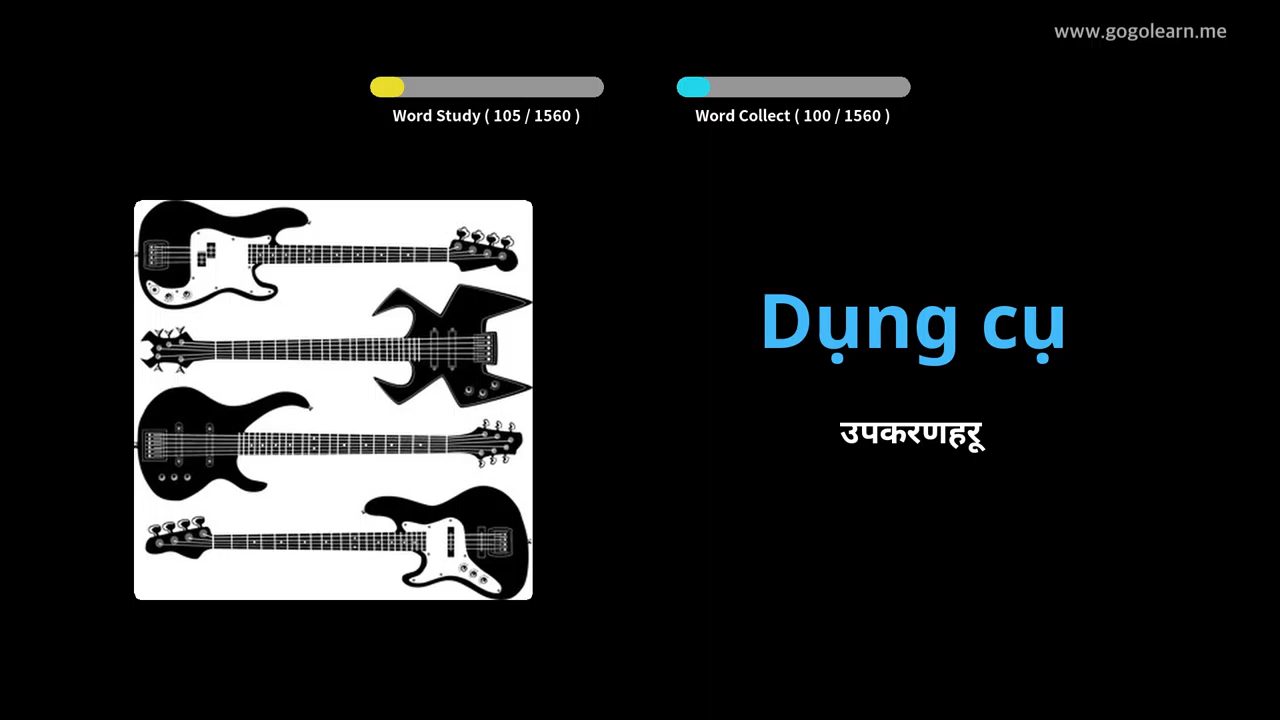 www.gogolearn.me
Word Study ( 105 / 1560 )
Word Collect ( 100 / 1560 )
Dụng cụ
उपकरणहरू